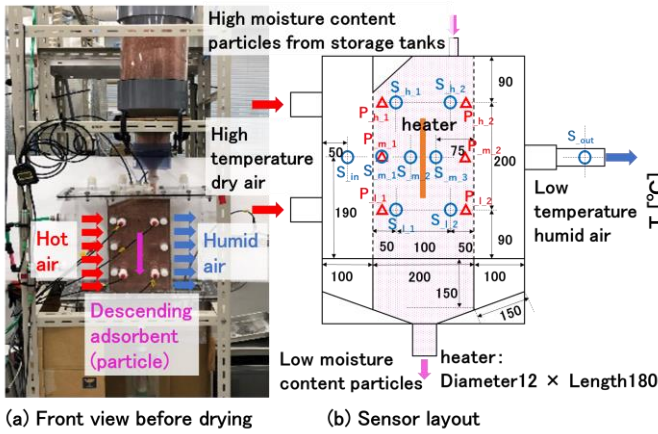 High moisture content
particles from storage tanks
High
temperature
dry air
Hot
air
Humid
air
Descending
adsorbent
(particle)
S_h_1
S_h_2
P_h_1
P_h_2
heater
P_m_1
P_m_2
S_in
S_m_1
S_m_2
S_m_3
S_out
P_l_1
P_l_2
S_l_1
S_l_2
50
75
90
200
190
90
50
100
50
100
200
100
150
150
Low
temperature
humid air
T [℃]
Low moisture
content particles
heater:
Diameter12 × Length180
(a) Front view before drying
(b) Sensor layout